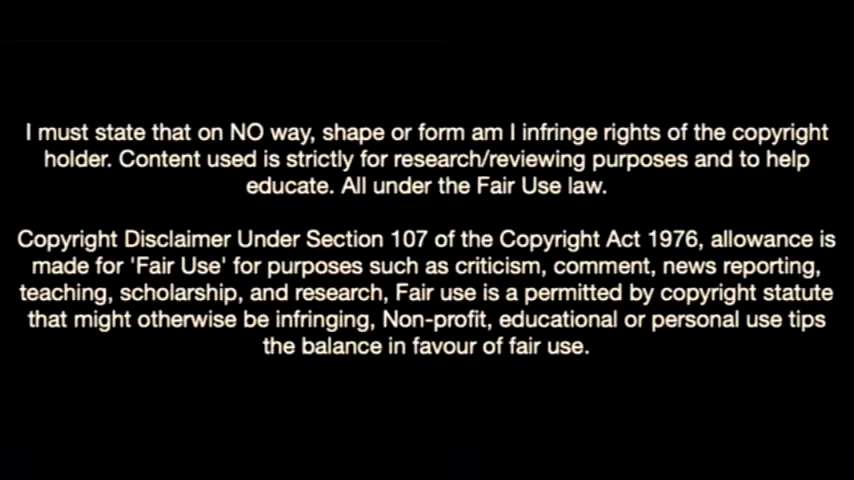 I must state that on NO way, shape or form am I infringe rights of the copyright
holder. Content used is strictly for research/reviewing purposes and to help
educate. All under the Fair Use law.
Copyright Disclaimer Under Section 107 of the Copyright Act 1976, allowance is
made for 'Fair Use' for purposes such as criticism, comment, news reporting,
teaching, scholarship, and research, Fair use is a permitted by copyright statute
that might otherwise be infringing, Non-profit, educational or personal use tips
the balance in favour of fair use.